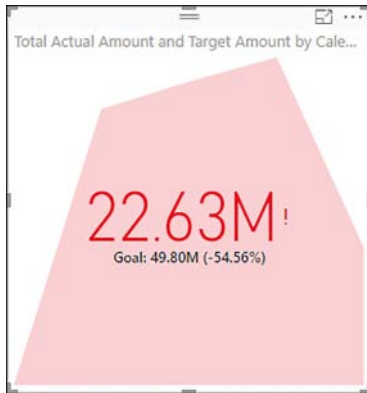 Total Actual Amount and Target Amount by Cale...
22.63M!
Goal: 49.80M (-54.56%)